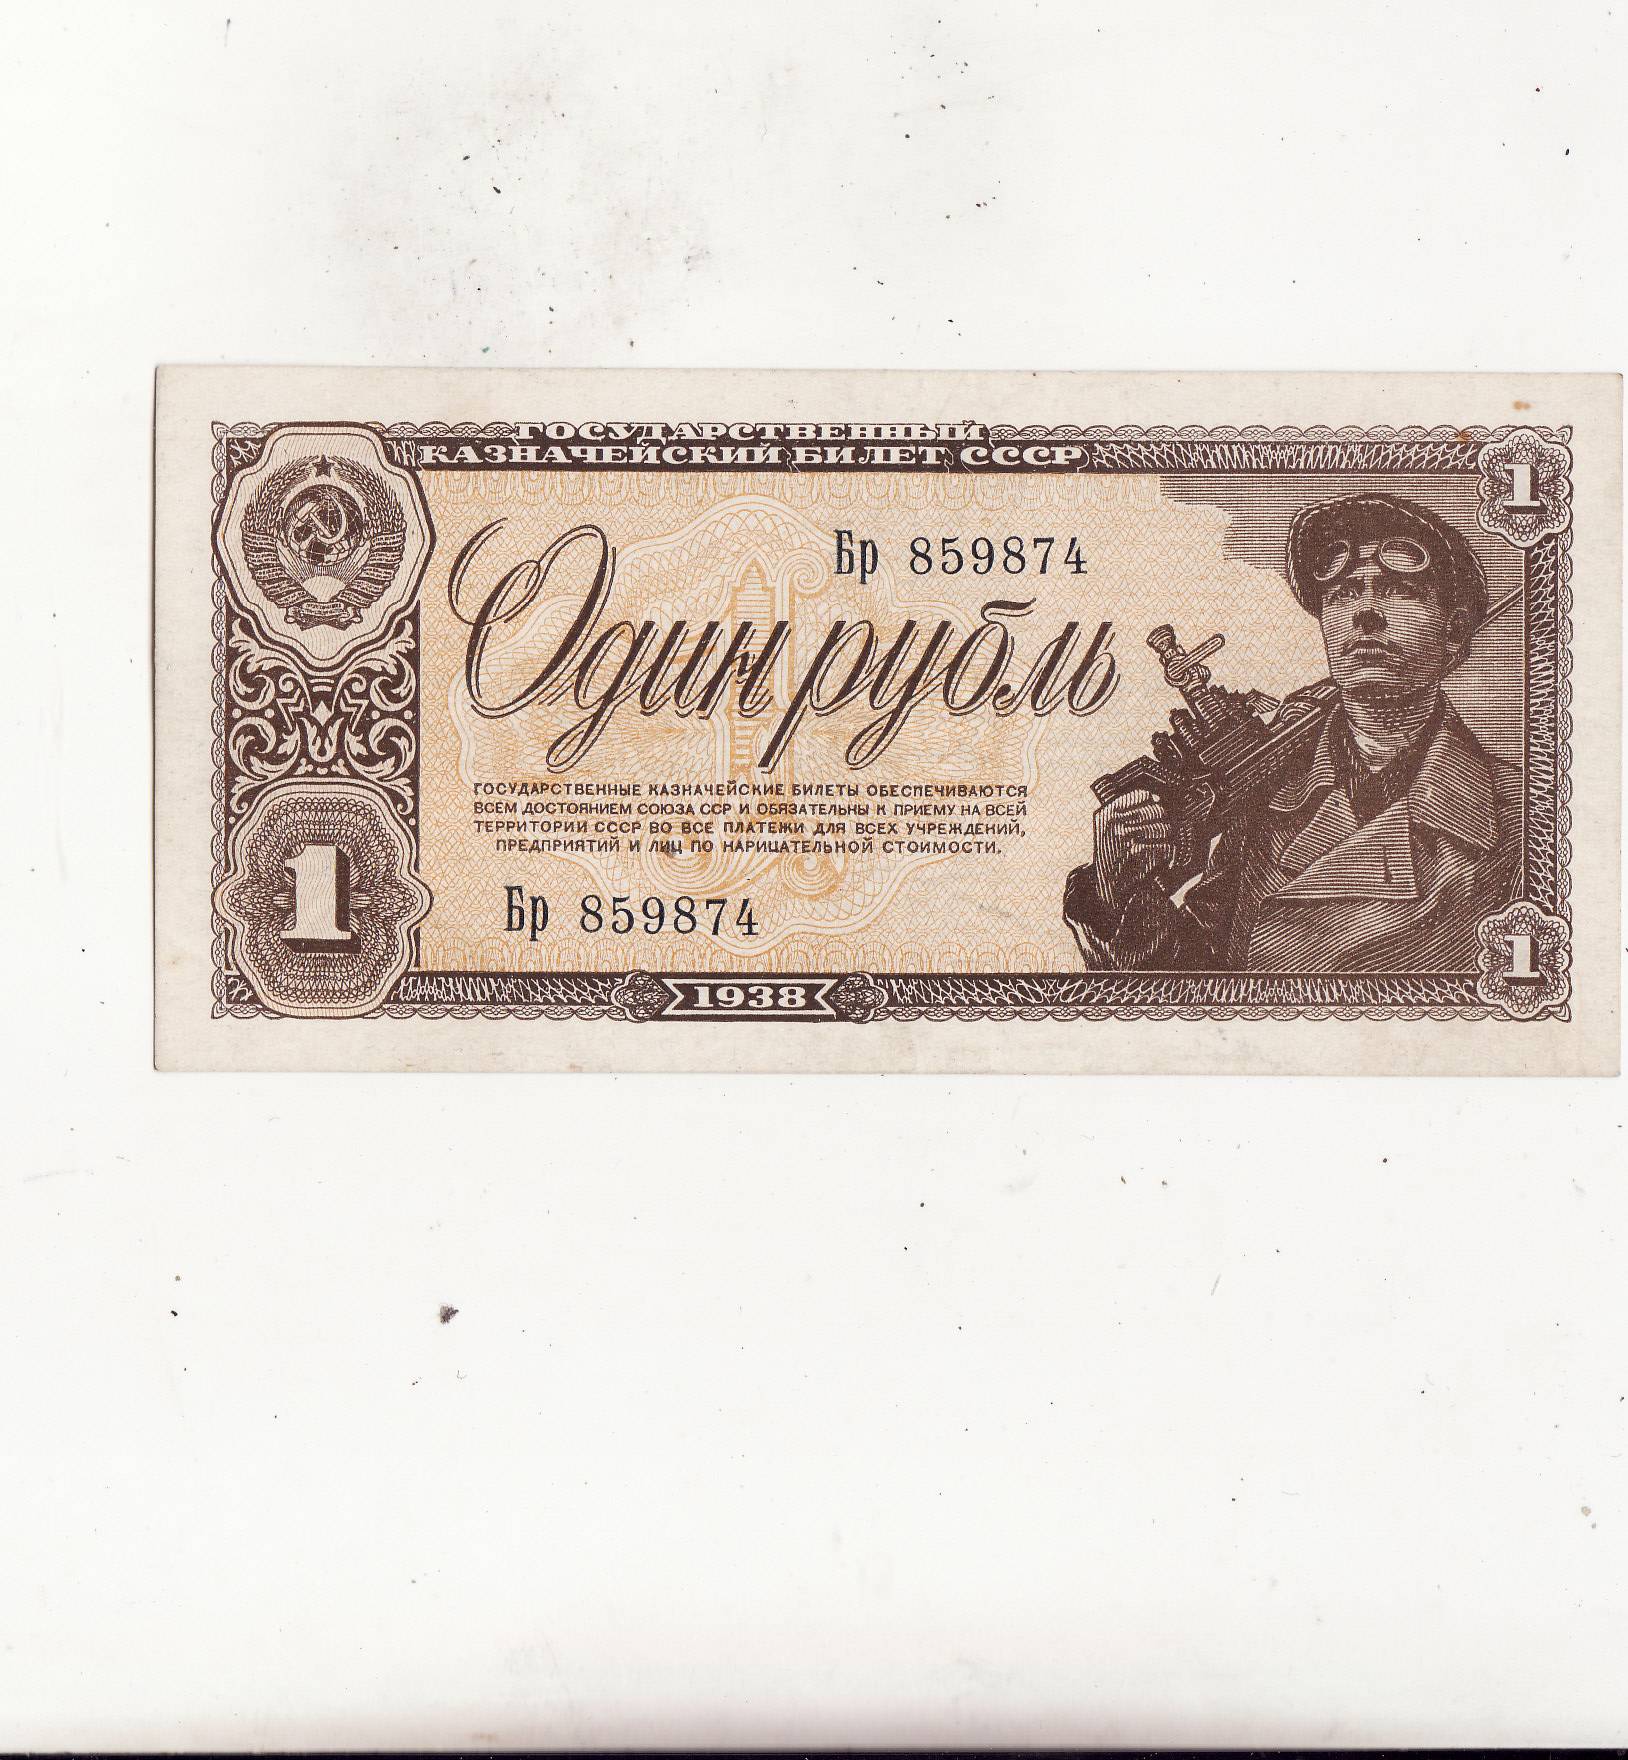 ГОСУДАРСТВЕННЫЙ
КАЗНАЧЕЙСКИЙ БИЛЕТ СССР
1
Бр 859874
Один рубль
1
ГОСУДАРСТВЕННЫЕ КАЗНАЧЕЙСКИЕ БИЛЕТЫ ОБЕСПЕЧИВАЮТСЯ
ВСЕМ ДОСТОЯНИЕМ СОЮЗА ССР И ОБЯЗАТЕЛЬНЫ К ПРИЕМУ НА ВСЕЙ
ТЕРРИТОРИИ СССР ВО ВСЕ ПЛАТЕЖИ ДЛЯ ВСЕХ УЧРЕЖДЕНИЙ,
ПРЕДПРИЯТИЙ И ЛИЦ ПО НАРИЦАТЕЛЬНОЙ СТОИМОСТИ.
1
Бр 859874
1
1938